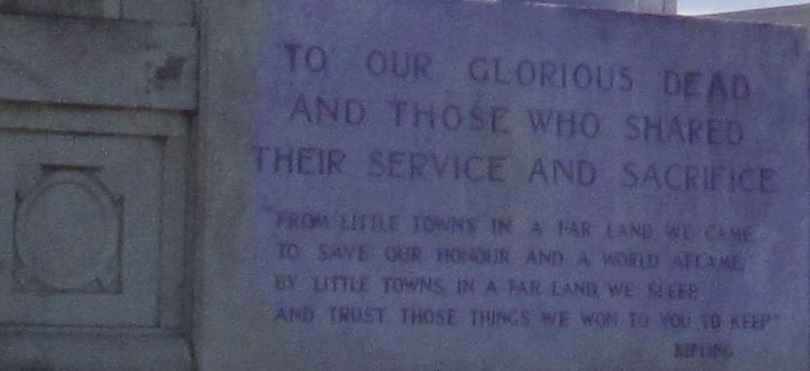 TO OUR GLORIOUS DEAD
AND THOSE WHO SHARED
THEIR SERVICE AND SACRIFICE
"FROM LITTLE TOWNS IN A FAR LAND WE CAME
TO SAVE OUR HONOUR AND A WORLD AFLAME
BY LITTLE TOWNS IN A FAR LAND WE SLEEP
AND TRUST THOSE THINGS WE WON TO YOU TO KEEP"
KIPLING